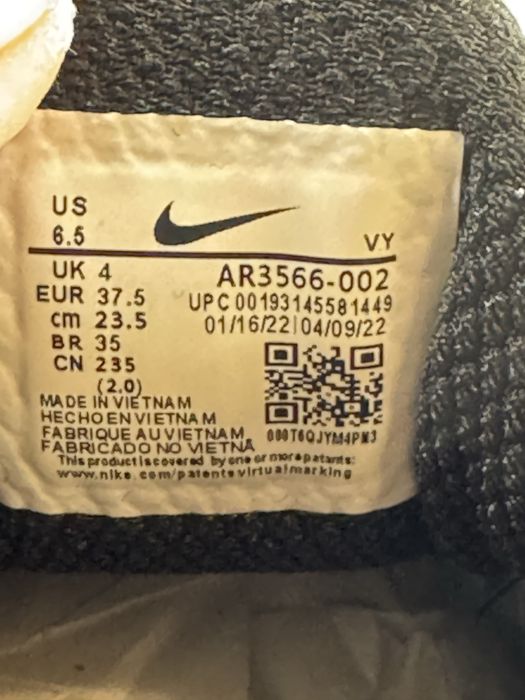 US
6.5
VY
UK 4
EUR 37.5
cm 23.5
BR 35
CN 235
(2.0)
AR3566-002
UPC 00193145581449
01/16/22|04/09/22
MADE IN VIETNAM
HECHO EN VIETNAM
FABRIQUE AU VIETNAM
FABRICADO NO VIETNÃ
This product is covered by one or more patents:
www.nike.com/patents virtual marking